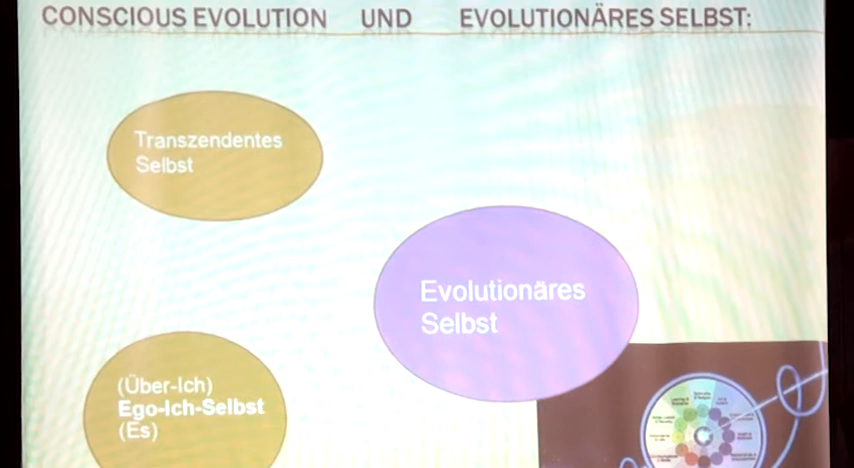 CONSCIOUS EVOLUTION UND EVOLUTIONÄRES SELBST:
Transzendentes
Selbst
Evolutionäres
Selbst
(Über-Ich)
Ego-Ich-Selbst
(Es)